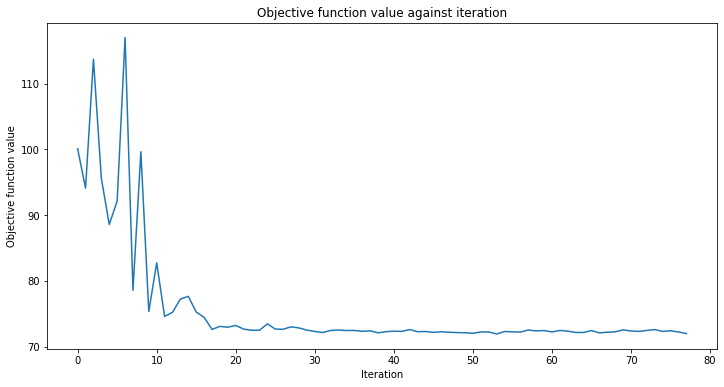 Objective function value against iteration
Objective function value
110
100
90
80
70
0 10 20 30 40 50 60 70 80
Iteration